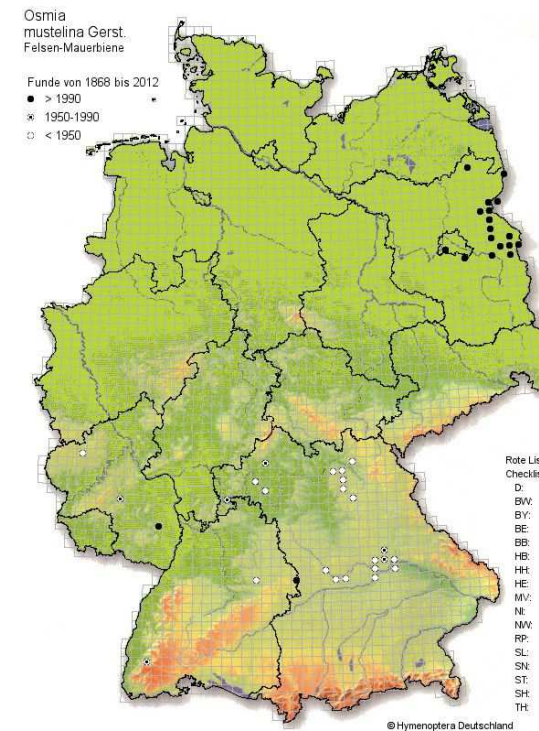 Osmia
mustelina Gerst.
Felsen-Mauerbiene
Funde von 1868 bis 2012
> 1990
1950-1990
< 1950
Rote Lis
Checklis
D:
BW:
BY:
BE:
BB:
HB:
HH:
HE:
MV:
NI:
NW:
RP:
SL:
SN:
ST:
SH:
TH:
© Hymenoptera Deutschland